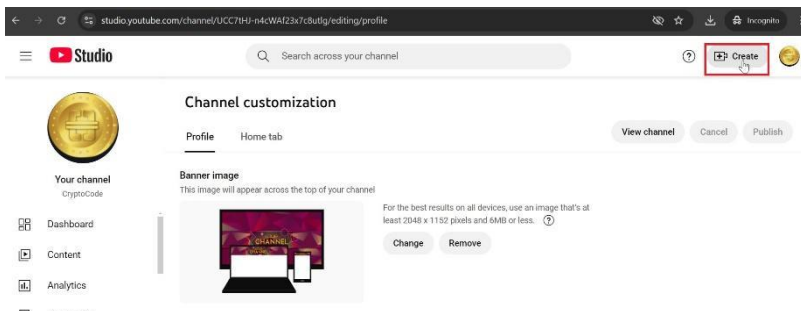 studio.youtube.com/channel/UCC7tHJ-n4cWAf23x7c8utlg/editing/profile
Incognito
Studio
Search across your channel
Create
Channel customization
Profile
Home tab
View channel
Cancel
Publish
Your channel
CryptoCode
Banner image
This image will appear across the top of your channel
CHANNEL
For the best results on all devices, use an image that's at
least 2048 x 1152 pixels and 6MB or less.
Change
Remove
Dashboard
Content
Analytics